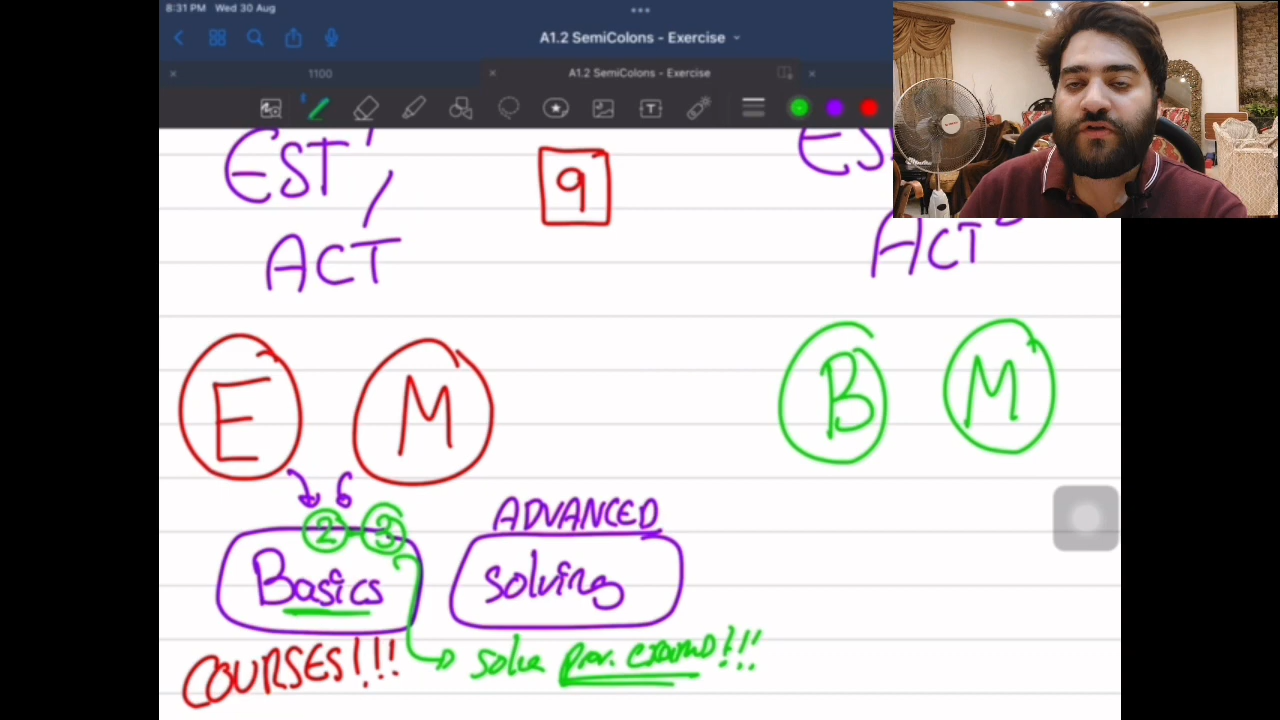 8:31 PM Wed 30 Aug
A1.2 SemiColons - Exercise
1100
A1.2 SemiColons - Exercise
EST,
9
ES
ACT
ACT
E M
B M
2 - 3
ADVANCED
Basics
Solving
COURSES!!!
solve prev. exams!!!